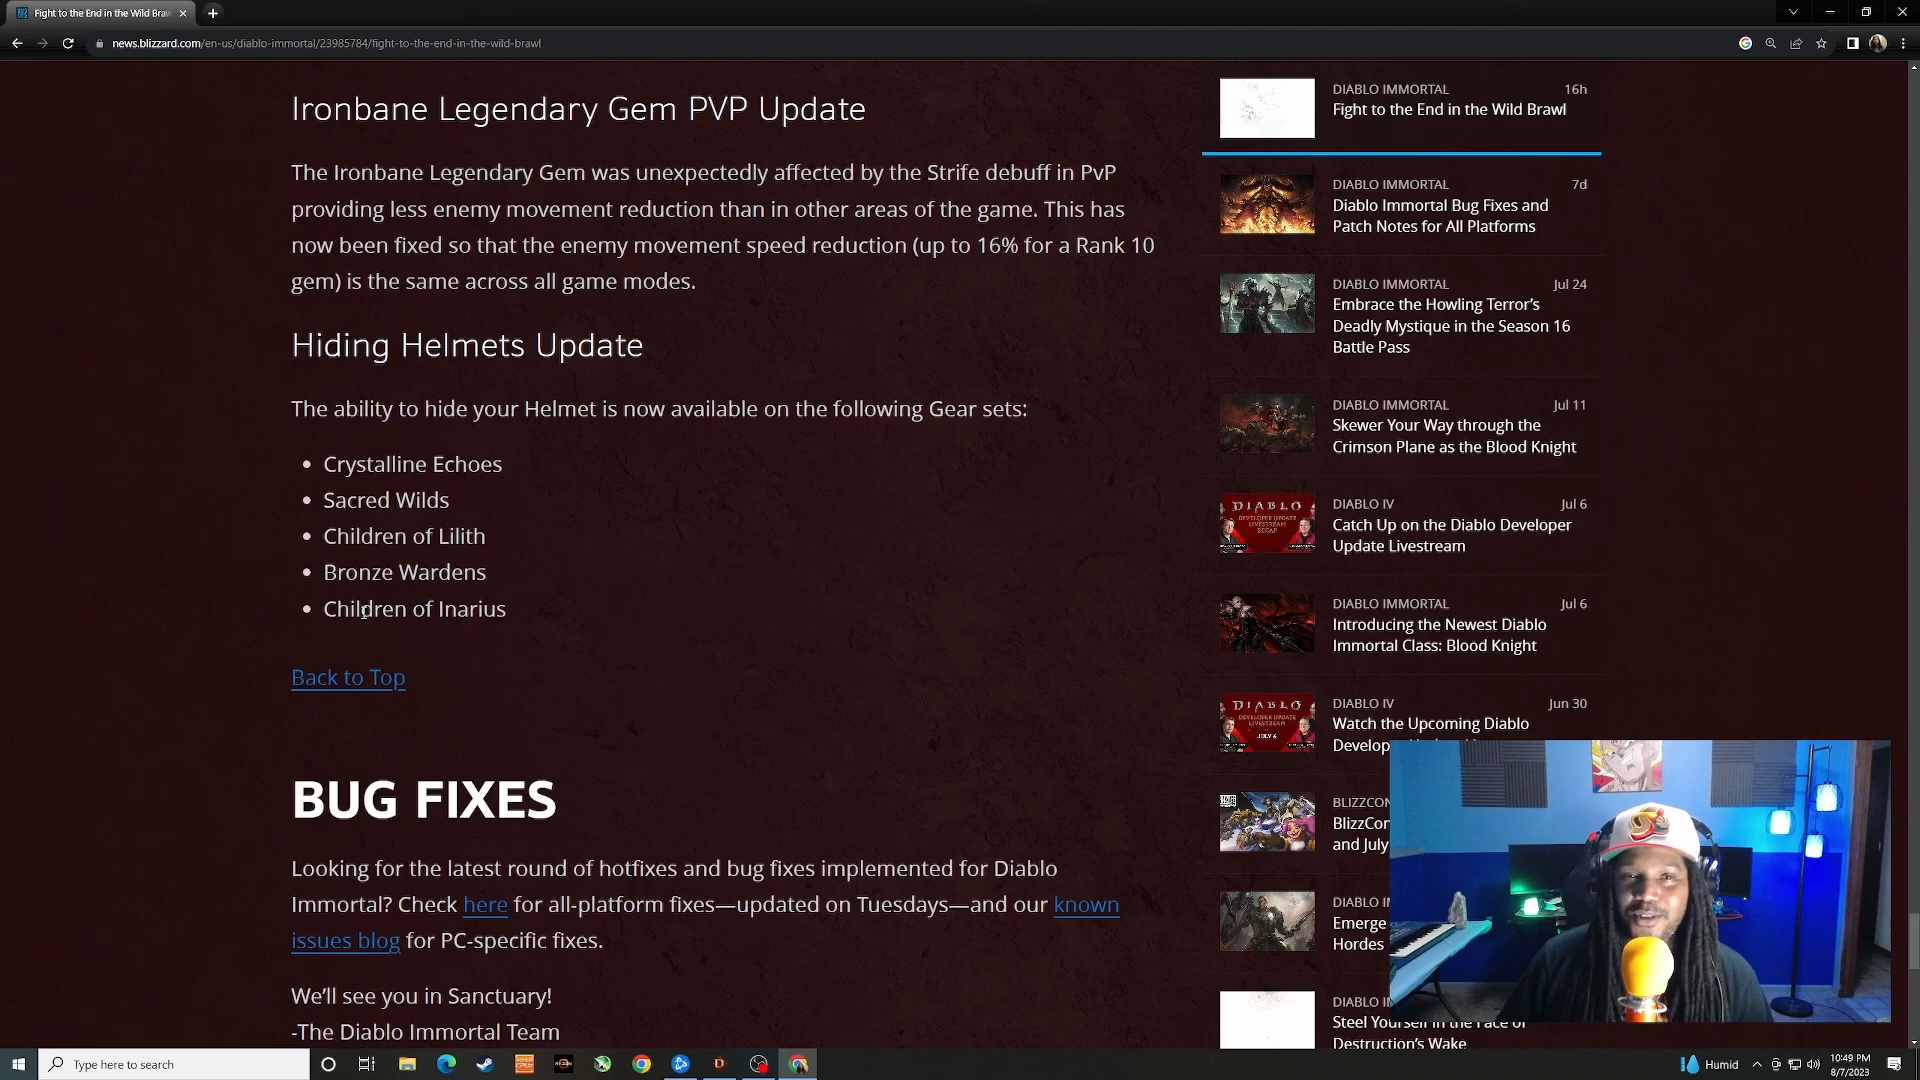 Fight to the End in the Wild Braw
news.blizzard.com/en-us/diablo-immortal/23985784/fight-to-the-end-in-the-wild-brawl
Ironbane Legendary Gem PVP Update
The Ironbane Legendary Gem was unexpectedly affected by the Strife debuff in PvP
providing less enemy movement reduction than in other areas of the game. This has
now been fixed so that the enemy movement speed reduction (up to 16% for a Rank 10
gem) is the same across all game modes.
Hiding Helmets Update
The ability to hide your Helmet is now available on the following Gear sets:
• Crystalline Echoes
• Sacred Wilds
• Children of Lilith
• Bronze Wardens
• Children of Inarius
Back to Top
BUG FIXES
Looking for the latest round of hotfixes and bug fixes implemented for Diablo
Immortal? Check here for all-platform fixes—updated on Tuesdays—and our known
issues blog for PC-specific fixes.
We'll see you in Sanctuary!
-The Diablo Immortal Team
DIABLO IMMORTAL 16h
Fight to the End in the Wild Brawl
DIABLO IMMORTAL 7d
Diablo Immortal Bug Fixes and
Patch Notes for All Platforms
DIABLO IMMORTAL Jul 24
Embrace the Howling Terror's
Deadly Mystique in the Season 16
Battle Pass
DIABLO IMMORTAL Jul 11
Skewer Your Way through the
Crimson Plane as the Blood Knight
DIABLO
DEVELOPER UPDATE
LIVESTREAM
RECAP
DIABLO IV Jul 6
Catch Up on the Diablo Developer
Update Livestream
DIABLO IMMORTAL Jul 6
Introducing the Newest Diablo
Immortal Class: Blood Knight
DIABLO
DEVELOPER UPDATE
LIVESTREAM
JULY 6
DIABLO IV Jun 30
Watch the Upcoming Diablo
Develop
BLIZZCON
BlizzCon
and July
DIABLO I
Emerge
Hordes
DIABLO I
Steel Yourself in the Face of
Destruction's Wake
Type here to search
Humid
10:49 PM
8/7/2023